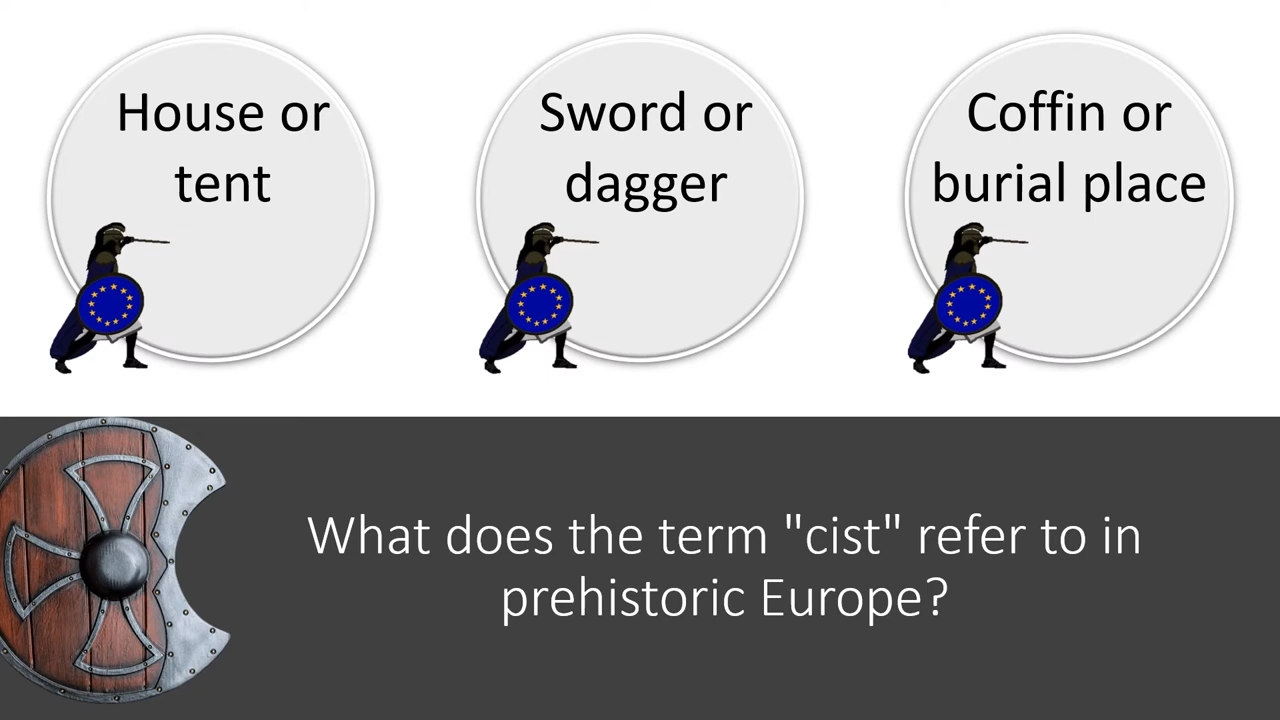 House or
tent
Sword or
dagger
Coffin or
burial place
What does the term "cist" refer to in
prehistoric Europe?